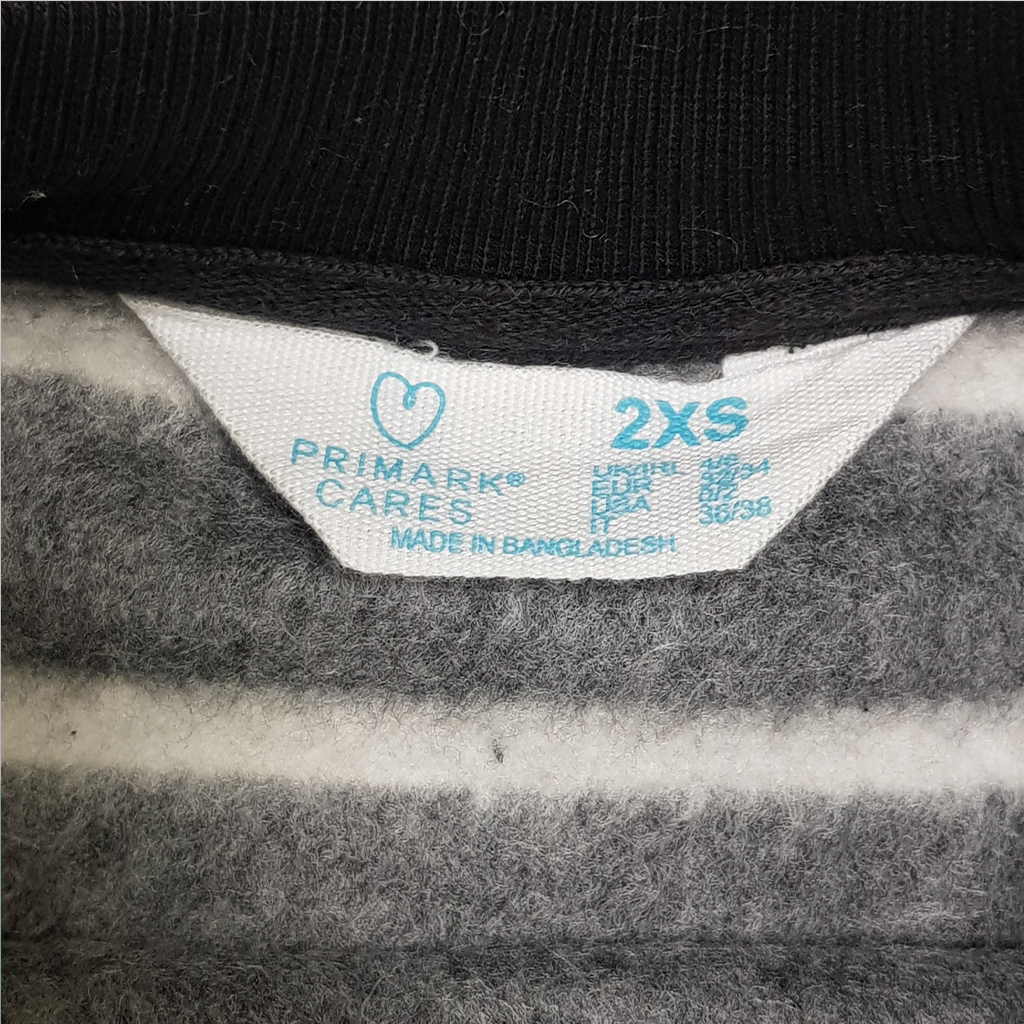 PRIMARK®
CARES
2XS
UK/IRL
EUR
USA
IT 36/38
MADE IN BANGLADESH